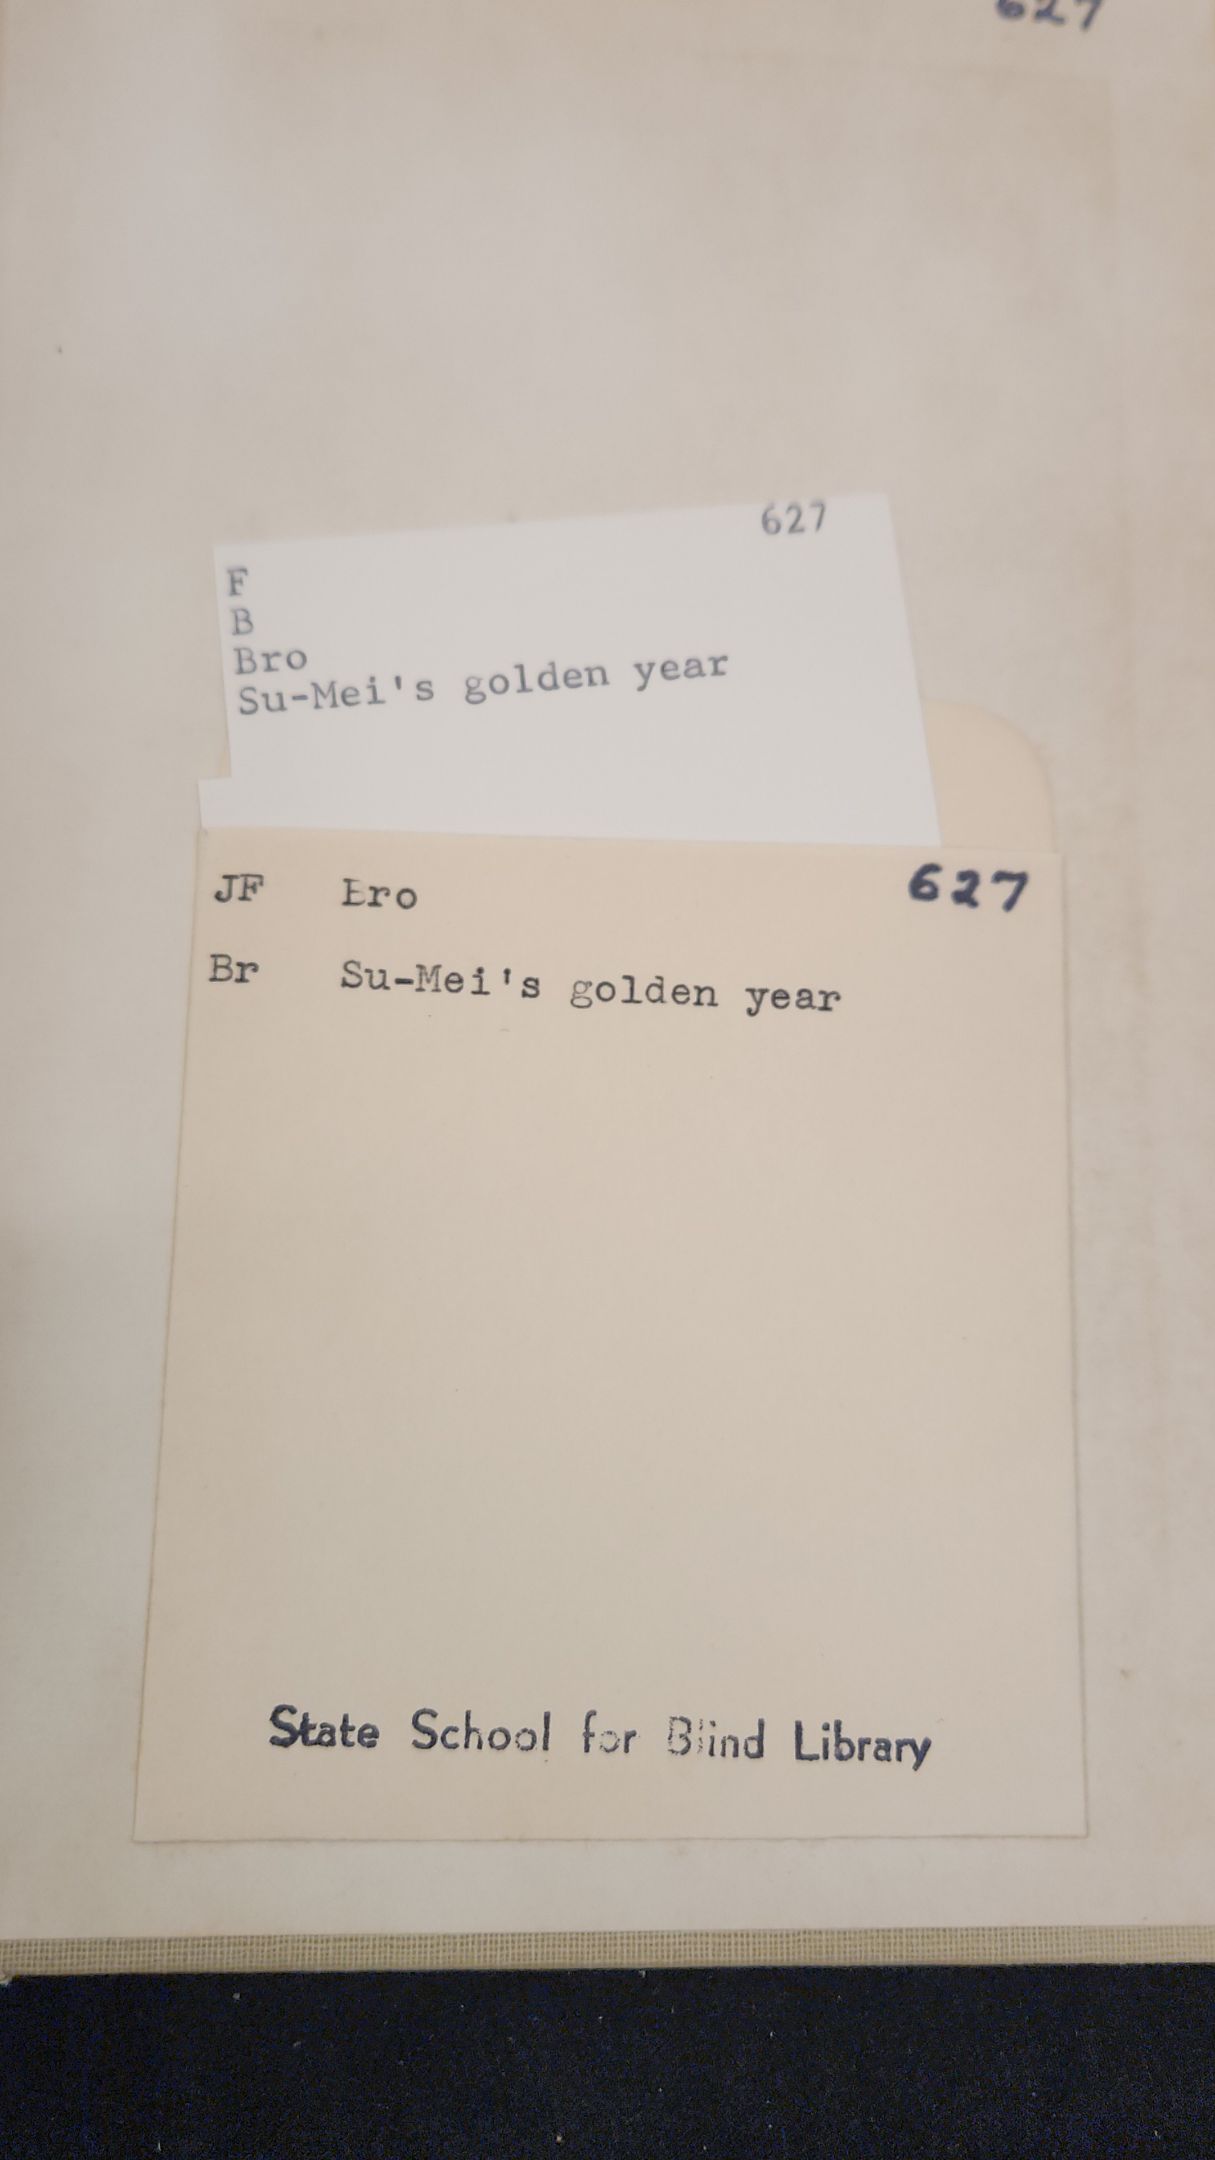 627
627
F
B
Bro
Su-Mei's golden year
JF Bro 627
Br Su-Mei's golden year
State School for Blind Library